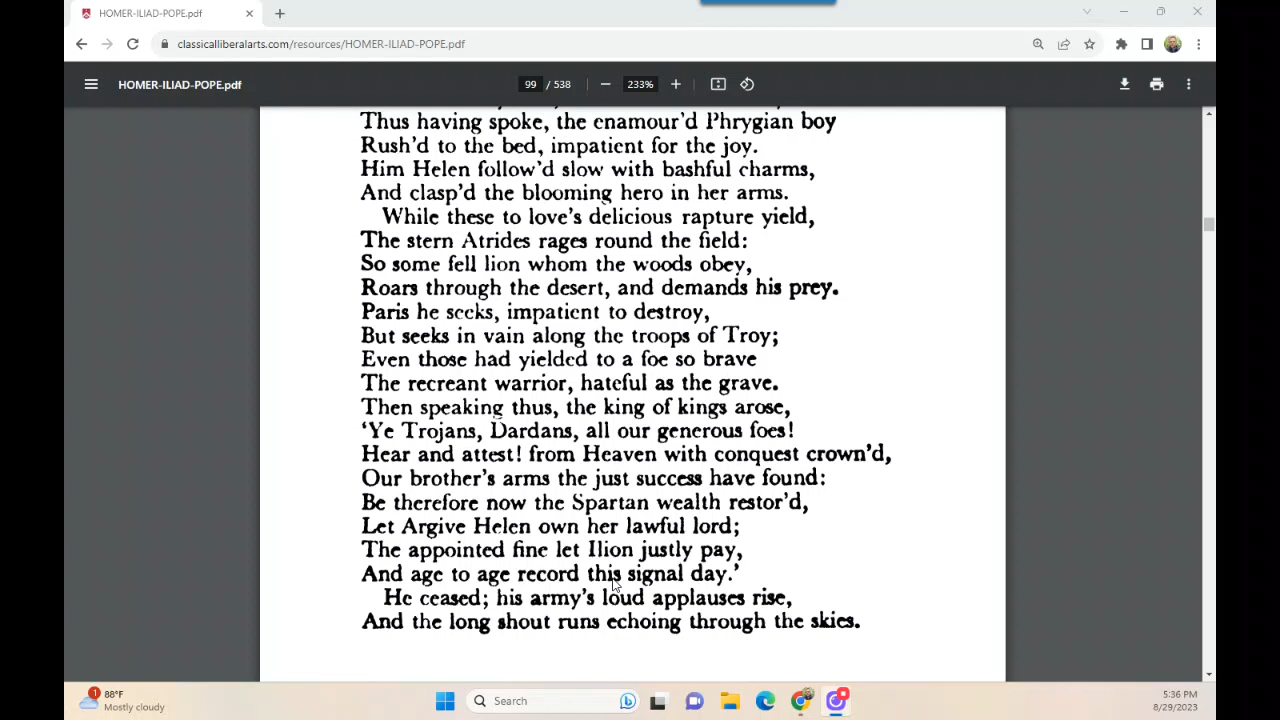 HOMER-ILIAD-POPE.pdf
classicalliberalarts.com/resources/HOMER-ILIAD-POPE.pdf
HOMER-ILIAD-POPE.pdf
99 / 538
233%
Thus having spoke, the enamour'd Phrygian boy
Rush'd to the bed, impatient for the joy.
Him Helen follow'd slow with bashful charms,
And clasp'd the blooming hero in her arms.
While these to love's delicious rapture yield,
The stern Atrides rages round the field:
So some fell lion whom the woods obey,
Roars through the desert, and demands his prey.
Paris he seeks, impatient to destroy,
But seeks in vain along the troops of Troy;
Even those had yielded to a foe so brave
The recreant warrior, hateful as the grave.
Then speaking thus, the king of kings arose,
'Ye Trojans, Dardans, all our generous foes!
Hear and attest! from Heaven with conquest crown'd,
Our brother's arms the just success have found:
Be therefore now the Spartan wealth restor'd,
Let Argive Helen own her lawful lord;
The appointed fine let Ilion justly pay,
And age to age record this signal day.'
He ceased; his army's loud applauses rise,
And the long shout runs echoing through the skies.
1
88°F
Mostly cloudy
Search
5:36 PM
8/29/2023